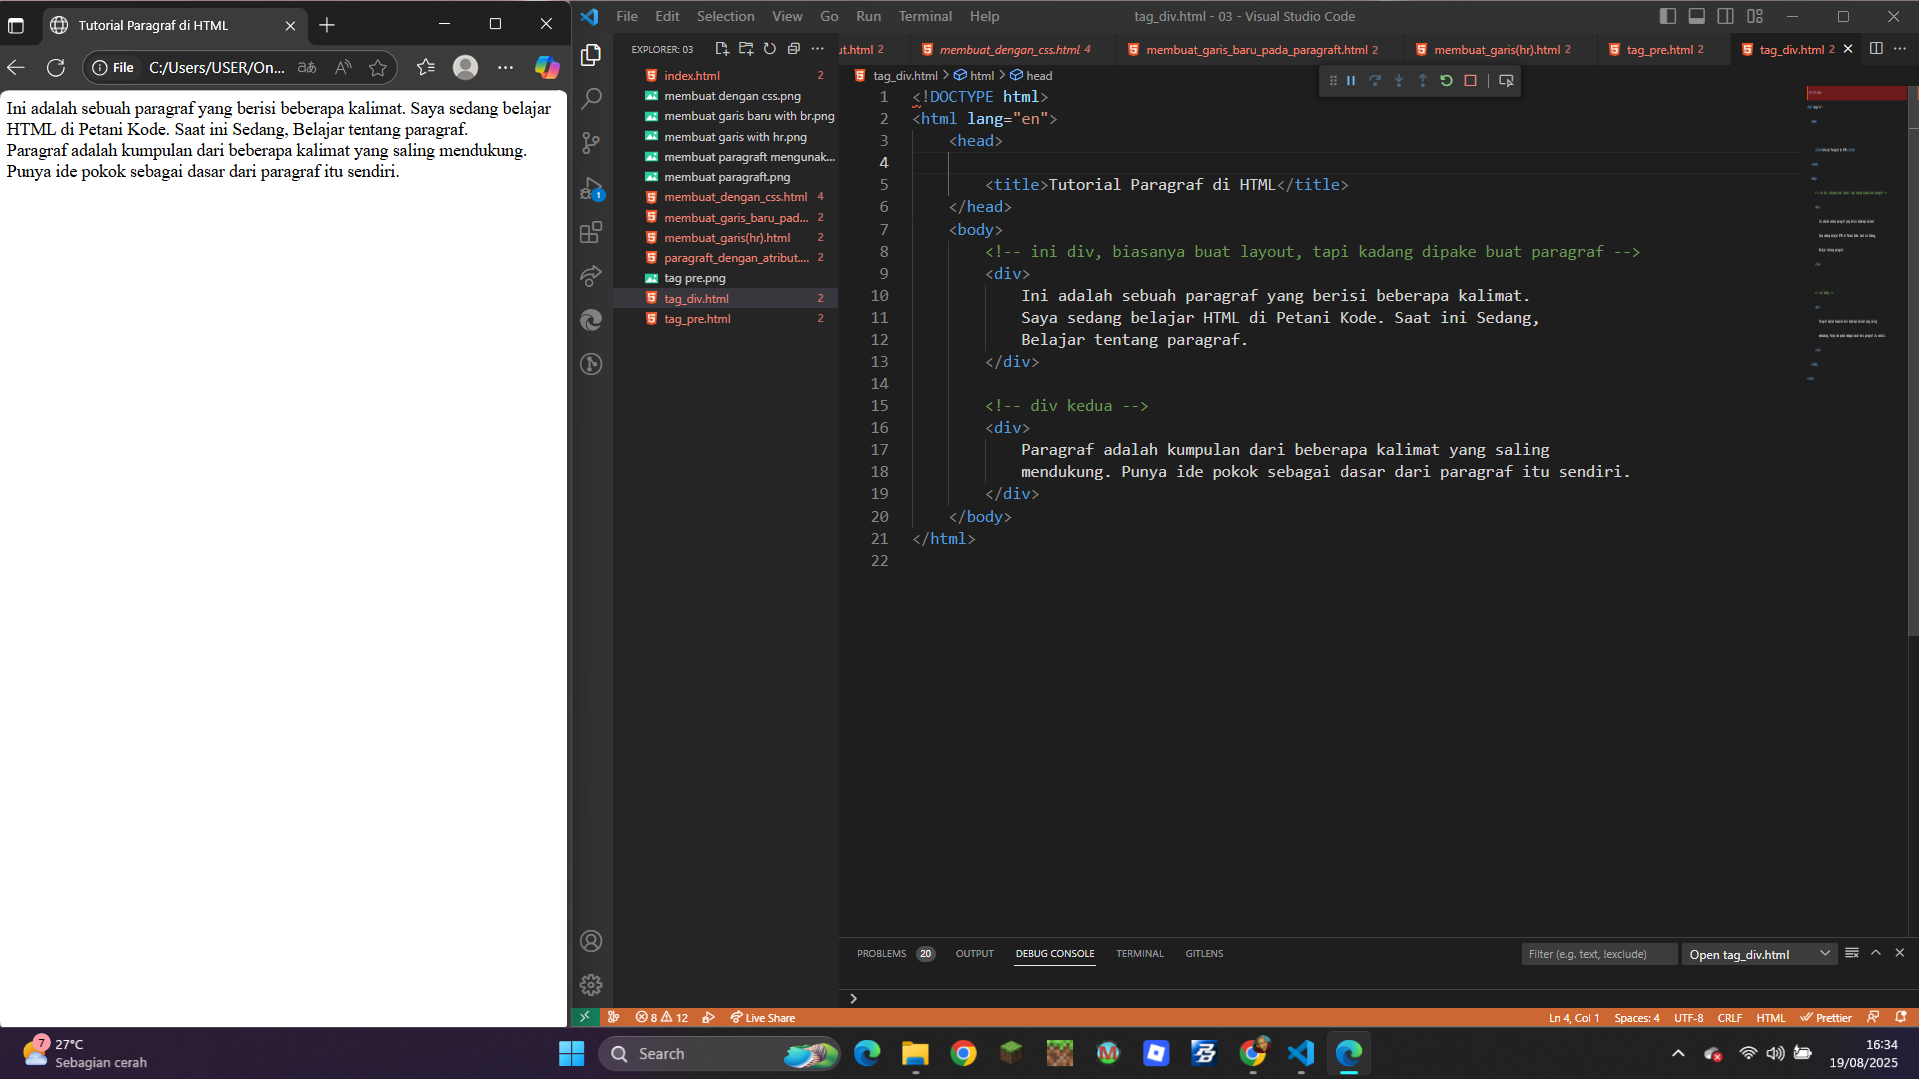 Tutorial Paragraf di HTML
File
C:/Users/USER/On...
Ini adalah sebuah paragraf yang berisi beberapa kalimat. Saya sedang belajar
HTML di Petani Kode. Saat ini Sedang, Belajar tentang paragraf.
Paragraf adalah kumpulan dari beberapa kalimat yang saling mendukung.
Punya ide pokok sebagai dasar dari paragraf itu sendiri.
File Edit Selection View Go Run Terminal Help
tag_div.html - 03 - Visual Studio Code
EXPLORER: 03
index.html 2
membuat dengan css.png
membuat garis baru with br.png
membuat garis with hr.png
membuat paragraft mengunak...
membuat paragraft.png
membuat_dengan_css.html 4
membuat_garis_baru_pad... 2
membuat_garis(hr).html 2
paragraft_dengan_atribut.... 2
tag pre.png
tag_div.html 2
tag_pre.html 2
1
ut.html 2
membuat_dengan_css.html 4
membuat_garis_baru_pada_paragraft.html 2
membuat_garis(hr).html 2
tag_pre.html 2
tag_div.html 2
tag_div.html > html > head
1 <!DOCTYPE html>
2 <html lang="en">
3 <head>
4
5 <title>Tutorial Paragraf di HTML</title>
6 </head>
7 <body>
8 <!-- ini div, biasanya buat layout, tapi kadang dipake buat paragraf -->
9 <div>
10 Ini adalah sebuah paragraf yang berisi beberapa kalimat.
11 Saya sedang belajar HTML di Petani Kode. Saat ini Sedang,
12 Belajar tentang paragraf.
13 </div>
14
15 <!-- div kedua -->
16 <div>
17 Paragraf adalah kumpulan dari beberapa kalimat yang saling
18 mendukung. Punya ide pokok sebagai dasar dari paragraf itu sendiri.
19 </div>
20 </body>
21 </html>
22
PROBLEMS 20 OUTPUT DEBUG CONSOLE TERMINAL GITLENS
Filter (e.g. text, !exclude)
Open tag_div.html
8 12
Live Share
Ln 4, Col 1 Spaces: 4 UTF-8 CRLF HTML Prettier
7
27°C
Sebagian cerah
Search
16:34
19/08/2025